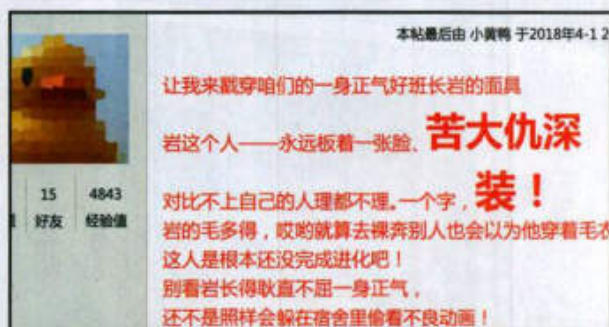 本帖最后由 小黄鸭 于2018年4-1 2
让我来戳穿咱们的一身正气好班长岩的面具
岩这个人——永远板着一张脸、苦大仇深
对比不上自己的人理都不理。一个字，装！
岩的毛多得，哎哟就算去裸奔别人也会以为他穿着毛衣
这人是根本还没完成进化吧！
别看岩长得耿直不屈一身正气，
还不是照样会躲在宿舍里偷看不良动画！
15 4843
好友 经验值